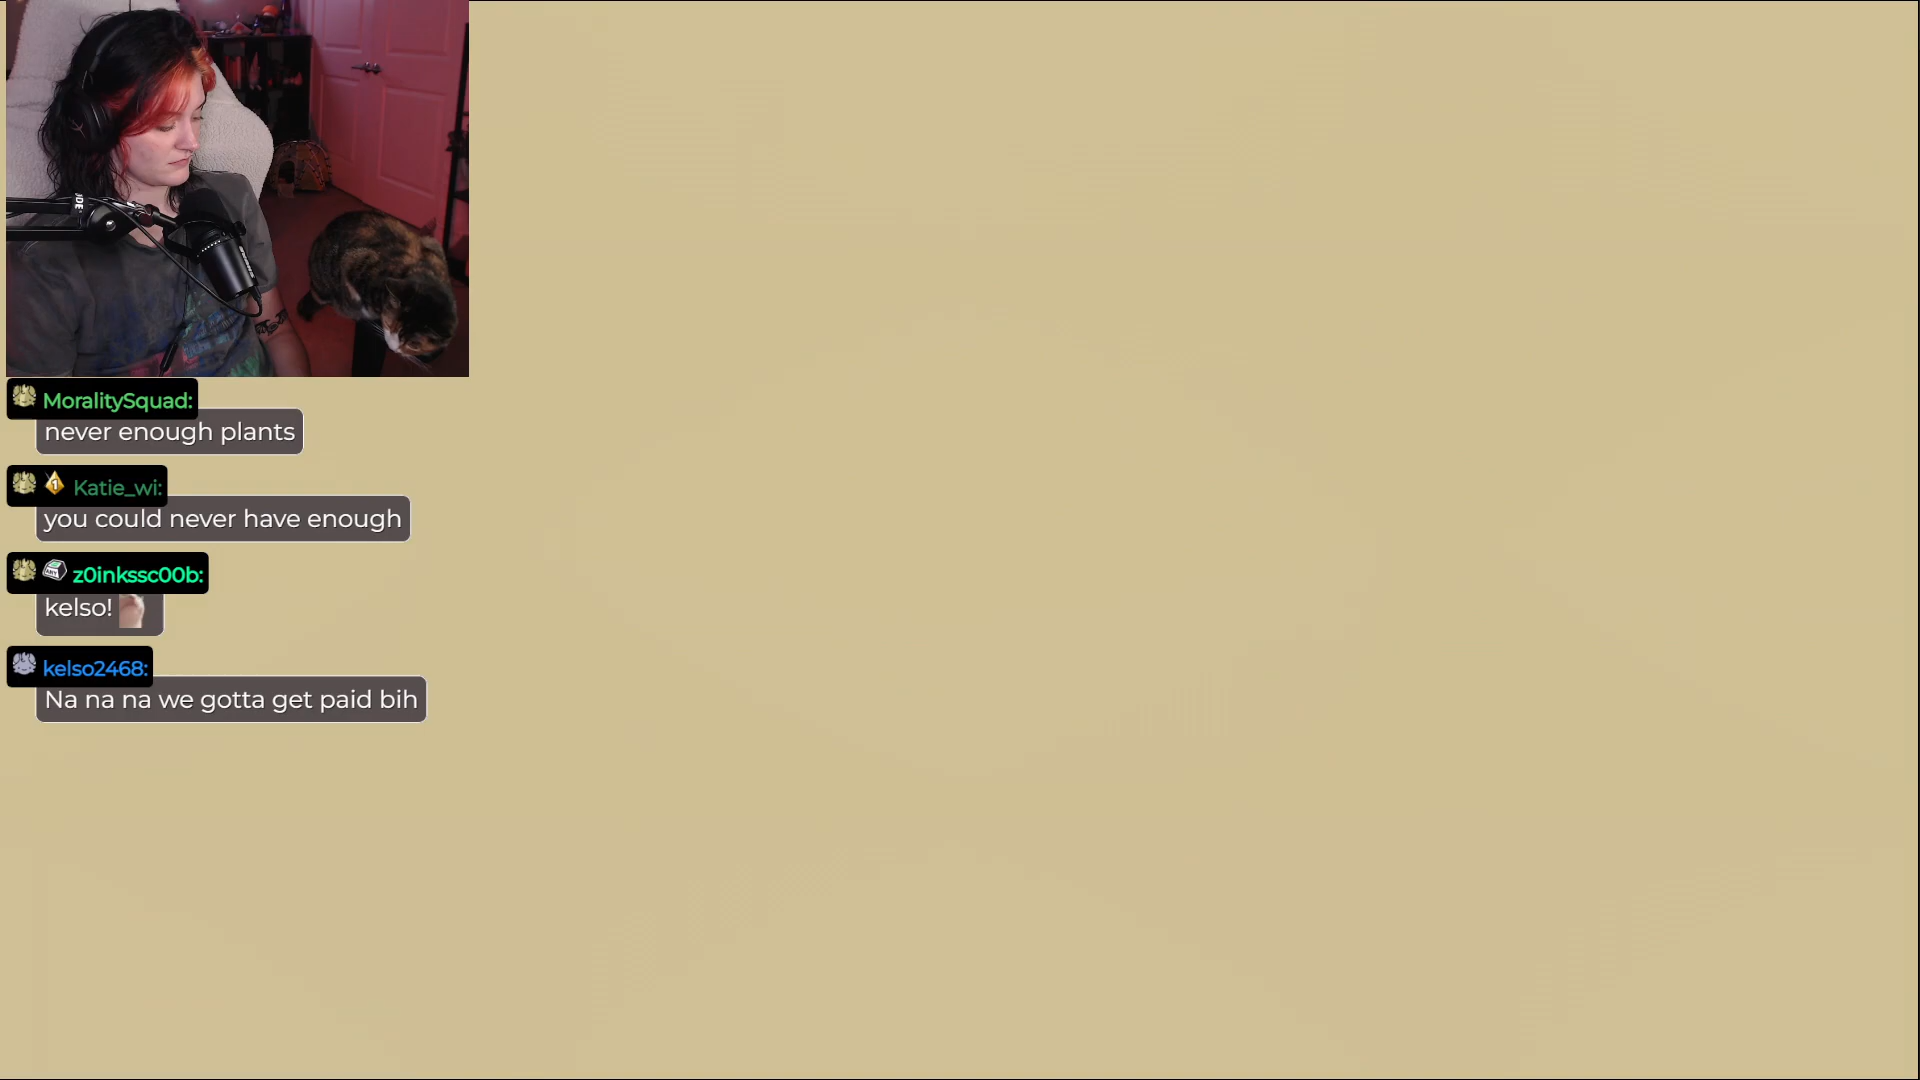 MoralitySquad:
never enough plants
Katie_wi:
you could never have enough
z0inkssc00b:
kelso!
kelso2468:
Na na na we gotta get paid bih